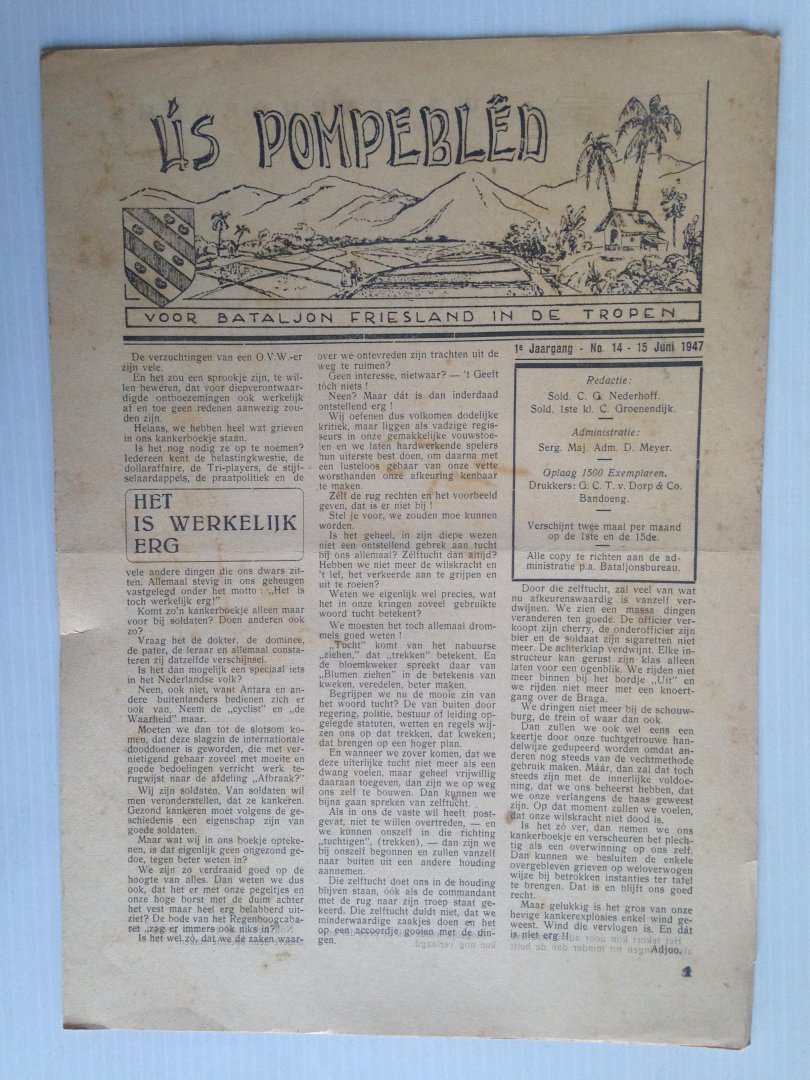 ÚS POMPEBLÊD
VOOR BATALJON FRIESLAND IN DE TROPEN
1e Jaargang - No. 14 - 15 Juni 1947
De verzuchtingen van een O.V.W.-er
zijn vele.
En het zou een sprookje zijn, te wil-
len beweren, dat voor diepverontwaar-
digde ontboezemingen ook werkelijk
af en toe geen redenen aanwezig zou-
den zijn.
Helaas, we hebben heel wat grieven
in ons kankerboekje staan.
Is het nog nodig ze op te noemen?
Iedereen kent de belastingkwestie, de
dollaraffaire, de Tri-players, de stijf-
selaardappels, de praatpolitiek en de
HET
IS WERKELIJK
ERG
vele andere dingen die ons dwars zit-
ten. Allemaal stevig in ons geheugen
vastgelegd onder het motto : „Het is
toch werkelijk erg!"
Komt zo'n kankerboekje alleen maar
voor bij soldaten? Doen anderen ook
zo?
Vraag het de dokter, de dominee,
de pater, de leraar en allemaal constate-
ren zij datzelfde verschijnsel.
Is het dan mogelijk een speciaal iets
in het Nederlandse volk?
Neen, ook niet, want Antara en an-
dere buitenlanders bedienen zich er
ook van. Neem de „cyclist" en „de
Waarheid" maar.
Moeten we dan tot de slotsom ko-
men, dat deze slagzin de internationale
dooddoener is geworden, die met ver-
nietigend gebaar zoveel met moeite en
goede bedoelingen verricht werk te-
rugwijst naar de afdeling „Afbraak?"
Wij zijn soldaten. Van soldaten wil
men veronderstellen, dat ze kankeren.
Gezond kankeren moet volgens de ge-
schiedenis een eigenschap zijn van
goede soldaten.
Maar wat wij in ons boekje opteke-
nen, is dat eigenlijk geen ongezond ge-
doe, tegen beter weten in?
We zijn zo verdraaid goed op de
hoogte van alles. Dan weten we dus
ook, dat het er met onze pegeltjes en
onze hoge borst met de duim achter
het vest maar heel erg belabberd uit-
ziet? De bode van het Regenboogcaba-
ret „zag er immers ook niks in?"
Is het wel zó, dat we de zaken waar-
over we ontevreden zijn trachten uit de
weg te ruimen?
Geen interesse, nietwaar? — 't Geeft
tóch niets !
Neen? Maar dát is dan inderdaad
ontstellend erg !
Wij oefenen dus volkomen dodelijke
kritiek, maar liggen als vadzige regis-
seurs in onze gemakkelijke vouwstoe-
len en we laten hardwerkende spelers
hun uiterste best doen, om daarna met
een lusteloos gebaar van onze vette
worsthanden onze afkeuring kenbaar
te maken.
Zélf de rug rechten en het voorbeeld
geven, dat is er niet bij !
Stel je voor, we zouden moe kunnen
worden.
Is het geheel, in zijn diepe wezen
niet een ontstellend gebrek aan tucht
bij ons allemaal? Zélftucht dan altijd?
Hebben we niet meer de wilskracht en
't lef, het verkeerde aan te grijpen en
uit te roeien?
Weten we eigenlijk wel precies, wat
het in onze kringen zoveel gebruikte
woord tucht betekent?
We moesten het toch allemaal drom-
mels goed weten !
„Tucht" komt van het nabuurse
„ziehen," dat „trekken" betekent. En
de bloemkweker spreekt daar van
„Blumen ziehen" in de betekenis van
kweken, veredelen, beter maken.
Begrijpen we nu de mooie zin van
het woord tucht? De van buiten door
regering, politie, bestuur of leiding op-
gelegde statuten, wetten en regels wij-
zen ons op dat trekken, dat kweken;
dat brengen op een hoger plan.
En wanneer we zover komen, dat we
deze uiterlijke tucht niet meer als een
dwang voelen, maar geheel vrijwillig
daaraan toegeven, dan zijn we op weg
ons zelf te bouwen. Dan kunnen we
bijna gaan spreken van zelftucht.
Als in ons de vaste wil heeft post-
gevat, niet te willen overtreden, — en
we kunnen onszelf in die richting
„tuchtigen", (trekken), — dan zijn we
bij onszelf begonnen en zullen vanzelf
naar buiten uit een andere houding
aannemen.
Die zelftucht doet ons in de houding
blijven staan, óók als de commandant
met de rug naar zijn troep staat ge-
keerd. Die zelftucht duldt niet, dat we
minderwaardige zaakjes doen en het
op een accoordje gooien met de din-
gen.
Redactie:
Sold. C. G. Nederhoff.
Sold. 1ste kl. C. Groenendijk.
Administratie:
Serg. Maj. Adm. D. Meyer.
Oplaag 1500 Exemplaren.
Drukkers: G. C. T. v. Dorp & Co.
Bandoeng.
Verschijnt twee maal per maand
op de 1ste en de 15de.
Alle copy te richten aan de ad-
ministratie p.a. Bataljonsbureau.
Door die zelftucht, zal veel van wat
nu afkeurenswaardig is vanzelf ver-
dwijnen. We zien een massa dingen
veranderen ten goede. De officier ver-
koopt zijn cherry, de onderofficier zijn
bier en de soldaat zijn sigaretten niet
meer. De achterklap verdwijnt. Elke
instructeur kan gerust zijn klas alleen
laten voor een ogenblik. We rijden niet
meer binnen bij het bordje „Uit" en
we rijden niet meer met een knoert-
gang over de Braga.
We dringen niet meer bij de schouw-
burg, de trein of waar dan ook.
Dan zullen we ook wel eens een
keertje door onze tuchtgetrouwe han-
delwijze gedupeerd worden omdat an-
deren nog steeds van de vechtmethode
gebruik maken. Máár, dan zal dat toch
steeds zijn met de innerlijke voldoe-
ning, dat we ons beheerst hebben, dat
we onze verlangens de baas geweest
zijn. Op dat moment zullen we voelen,
dat onze wilskracht niet dood is.
Is het zó ver, dan nemen we ons
kankerboekje en verscheuren het plech-
tig als een overwinning op ons zelf.
Dan kunnen we besluiten de enkele
overgebleven grieven op weloverwogen
wijze bij betrokken instanties ter tafel
te brengen. Dat is en blijft ons goed
recht.
Maar gelukkig is het gros van onze
hevige kankerexplosies enkel wind ge-
weest. Wind die vervlogen is. En dát
is niet erg !!
Adjuo.
1